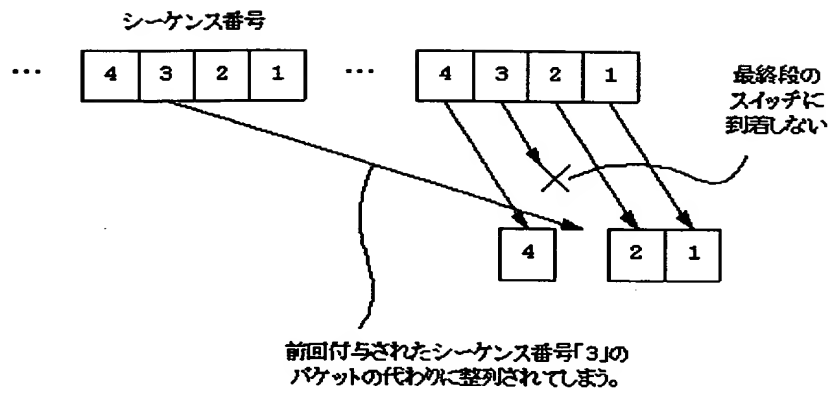 シーケンス番号
… 4 3 2 1 … 4 3 2 1
最終段の
スイッチに
到着しない
4 2 1
前回付与されたシーケンス番号「3」の
パケットの代わりに整列されてしまう。